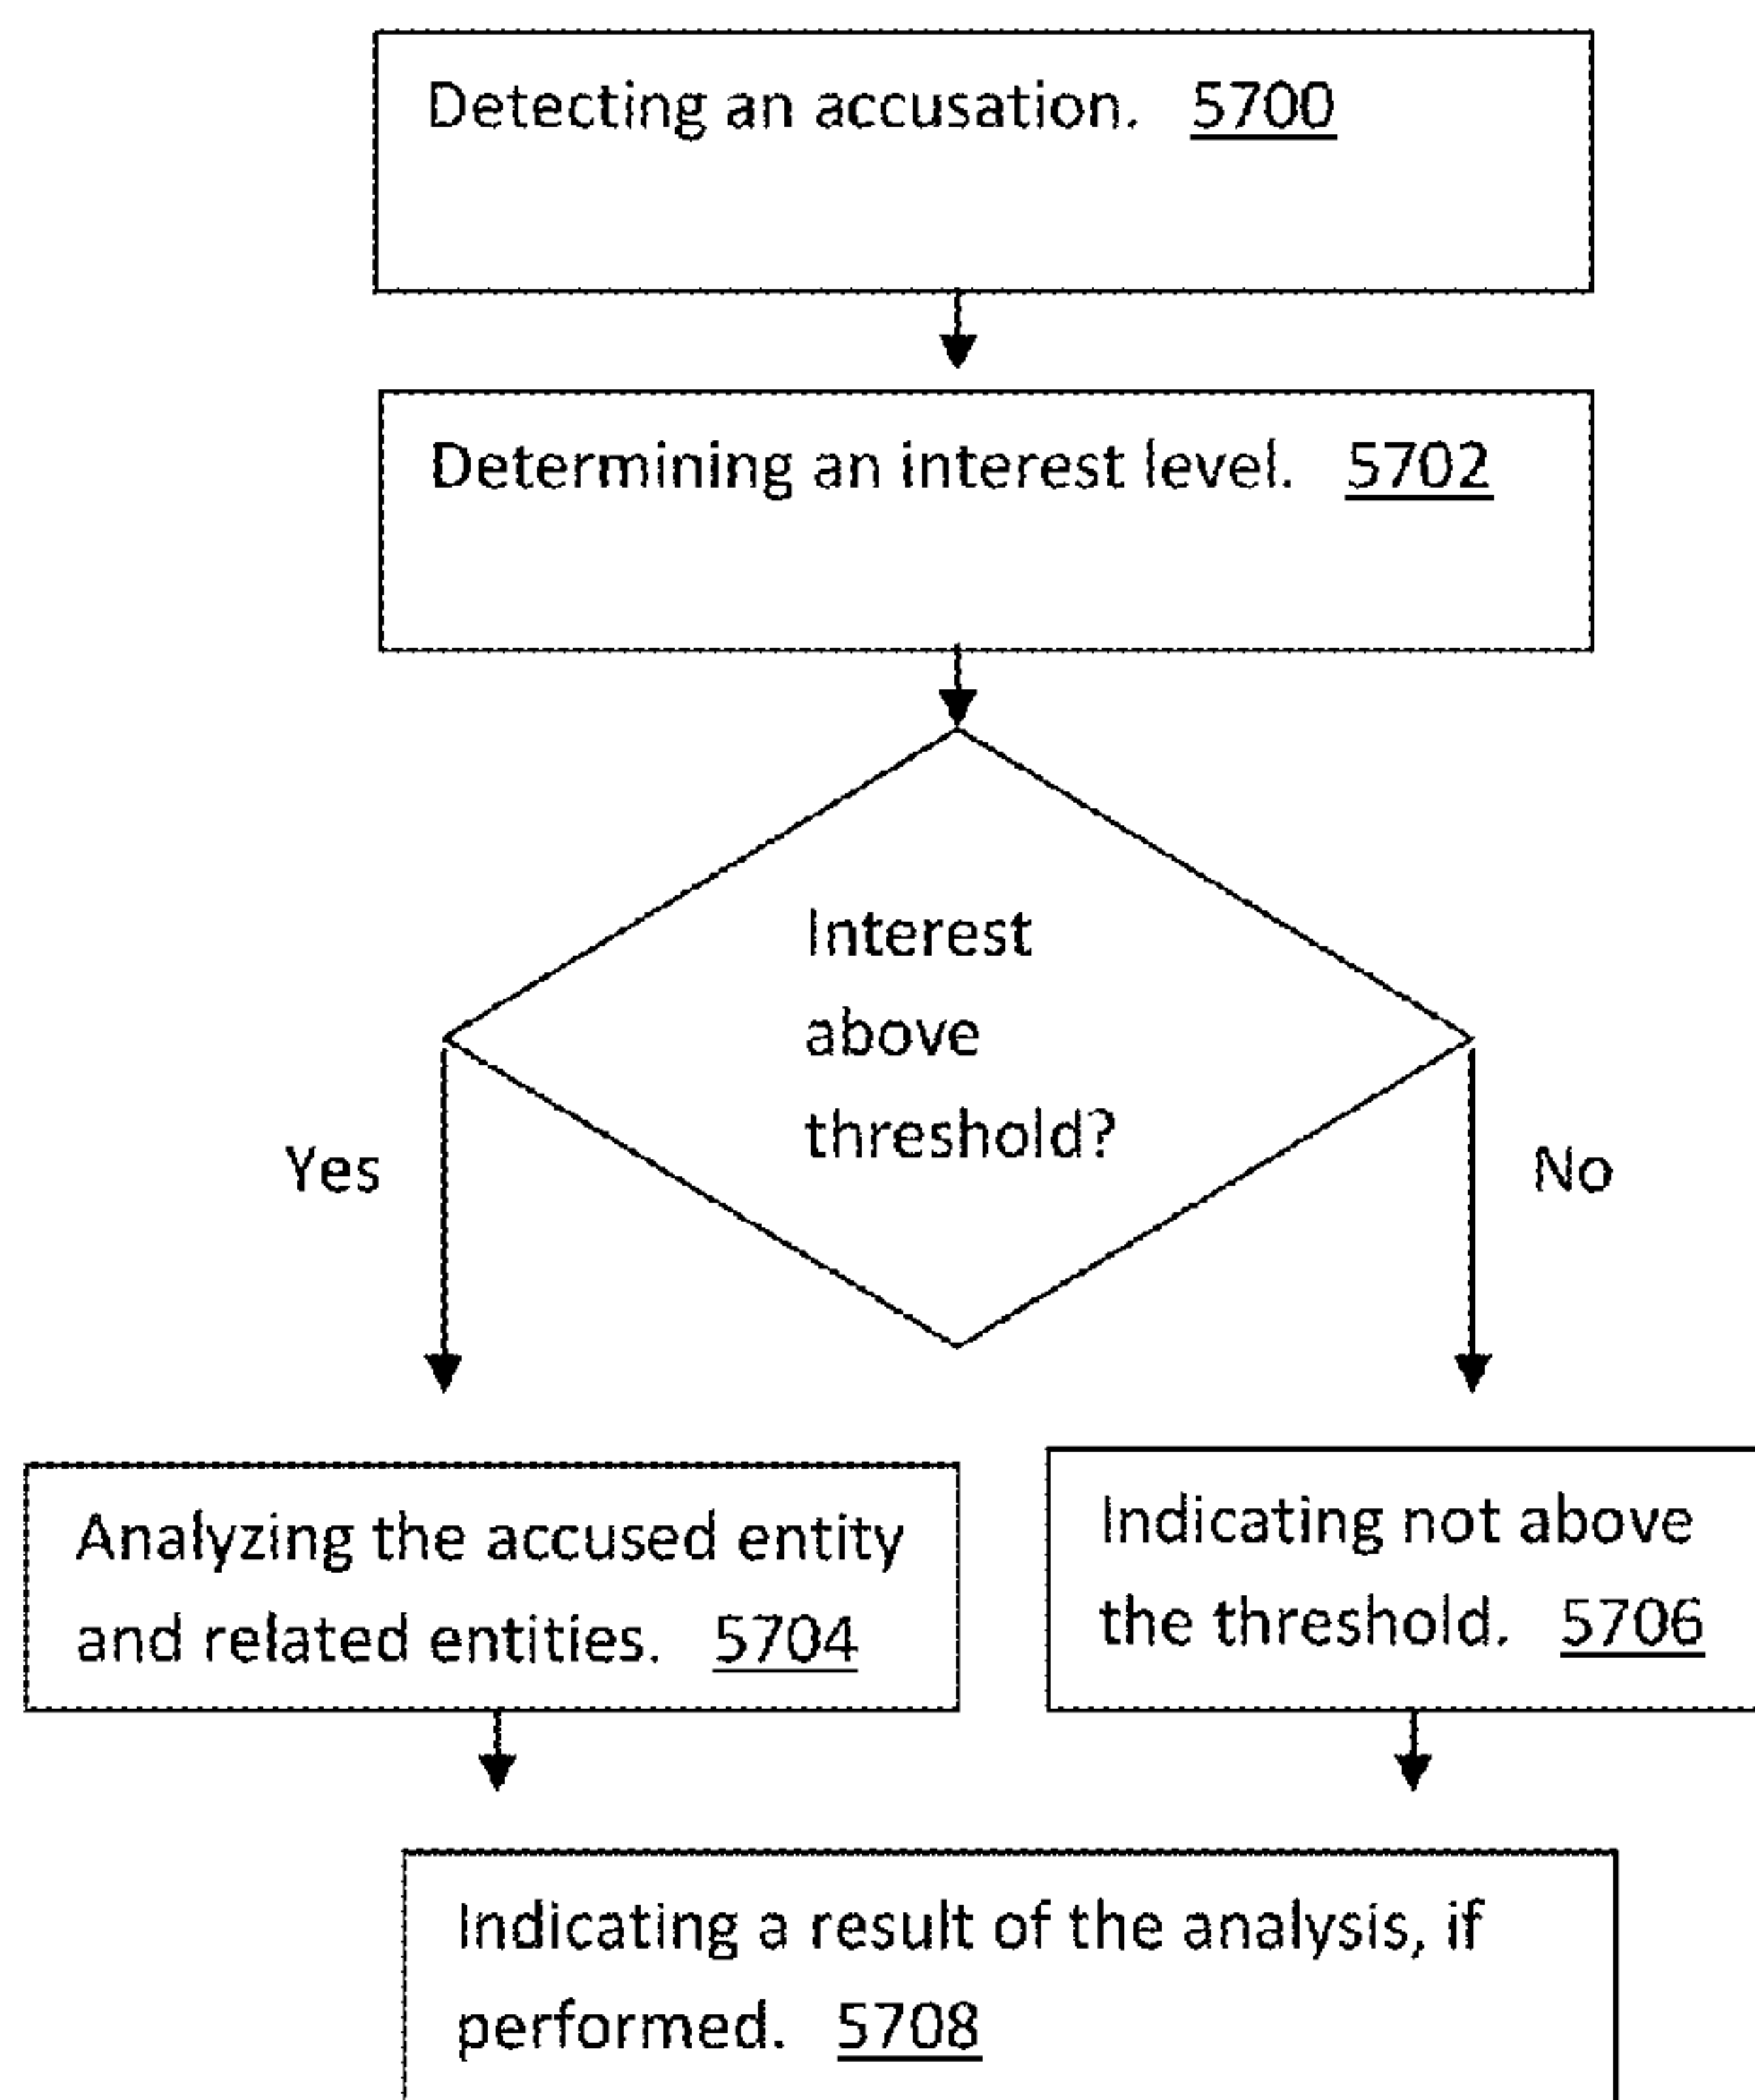 Detecting an accusation. 5700
Determining an interest level. 5702
Interest
above
threshold?
Yes
No
Analyzing the accused entity
and related entities. 5704
Indicating not above
the threshold. 5706
Indicating a result of the analysis, if
performed. 5708